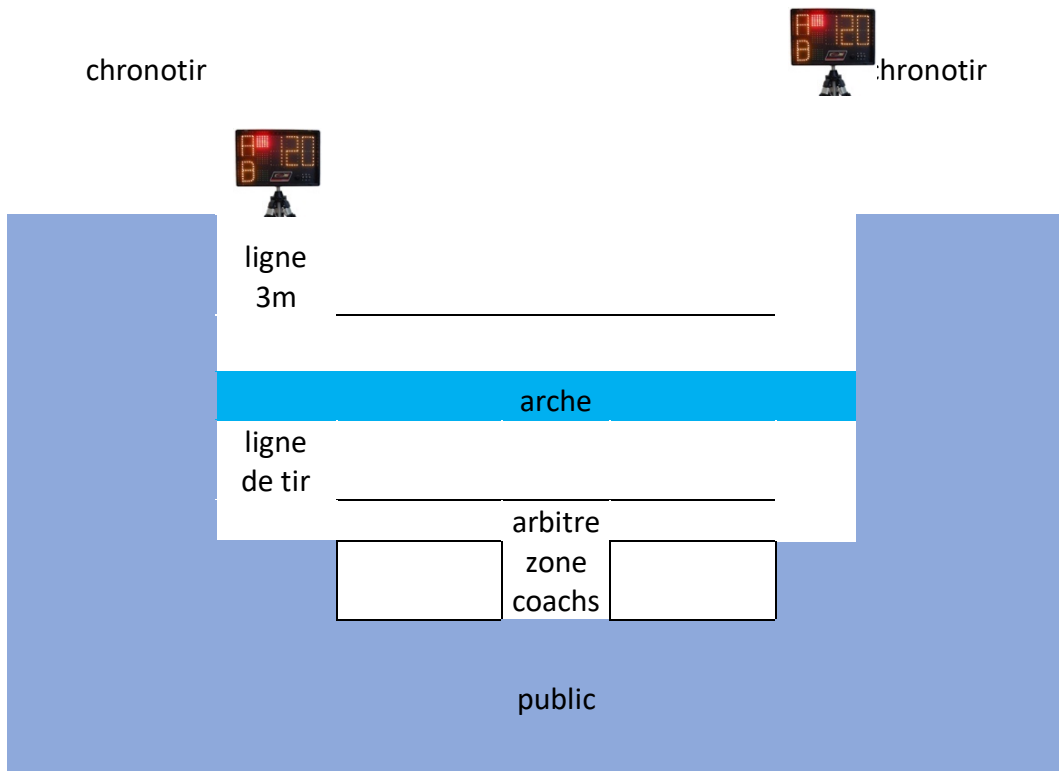 A 120
B
chronotir
hronotir
A 120
B
ligne
3m
arche
ligne
de tir
arbitre
zone
coachs
public